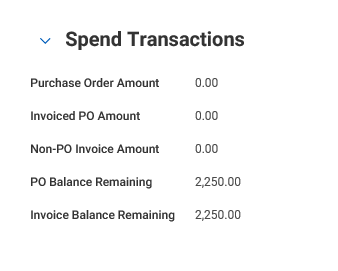 Spend Transactions
Purchase Order Amount 0.00
Invoiced PO Amount 0.00
Non-PO Invoice Amount 0.00
PO Balance Remaining 2,250.00
Invoice Balance Remaining 2,250.00